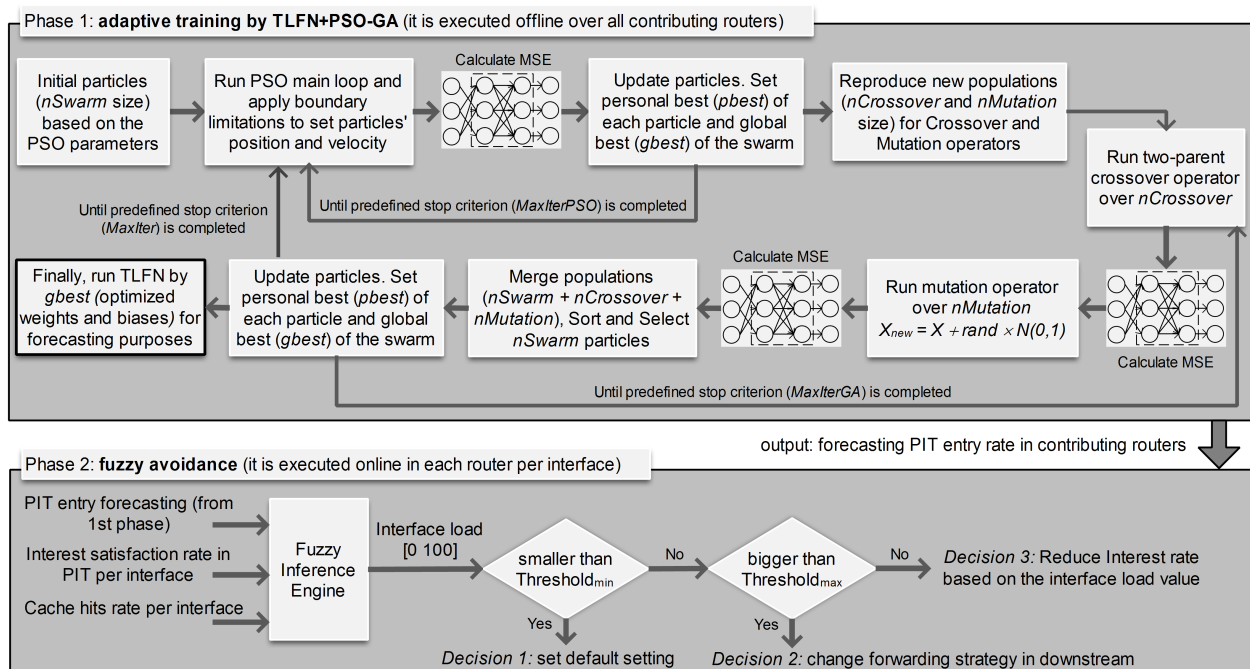 Phase 1: adaptive training by TLFN+PSO-GA (it is executed offline over all contributing routers)
Initial particles
(nSwarm size)
based on the
PSO parameters
Run PSO main loop and
apply boundary
limitations to set particles'
position and velocity
Calculate MSE
Update particles. Set
personal best (pbest) of
each particle and global
best (gbest) of the swarm
Reproduce new populations
(nCrossover and nMutation
size) for Crossover and
Mutation operators
Run two-parent
crossover operator
over nCrossover
Until predefined stop criterion (MaxIterPSO) is completed
Until predefined stop criterion
(MaxIter) is completed
Calculate MSE
Run mutation operator
over nMutation
Xnew = X + rand × N(0,1)
Calculate MSE
Merge populations
(nSwarm + nCrossover +
nMutation), Sort and Select
nSwarm particles
Update particles. Set
personal best (pbest) of
each particle and global
best (gbest) of the swarm
Finally, run TLFN by
gbest (optimized
weights and biases) for
forecasting purposes
Until predefined stop criterion (MaxIterGA) is completed
output: forecasting PIT entry rate in contributing routers
Phase 2: fuzzy avoidance (it is executed online in each router per interface)
PIT entry forecasting (from
1st phase)
Interest satisfaction rate in
PIT per interface
Cache hits rate per interface
Fuzzy
Inference
Engine
Interface load
[0 100]
smaller than
Thresholdmin
No
Yes
Decision 1: set default setting
bigger than
Thresholdmax
No
Yes
Decision 2: change forwarding strategy in downstream
Decision 3: Reduce Interest rate
based on the interface load value